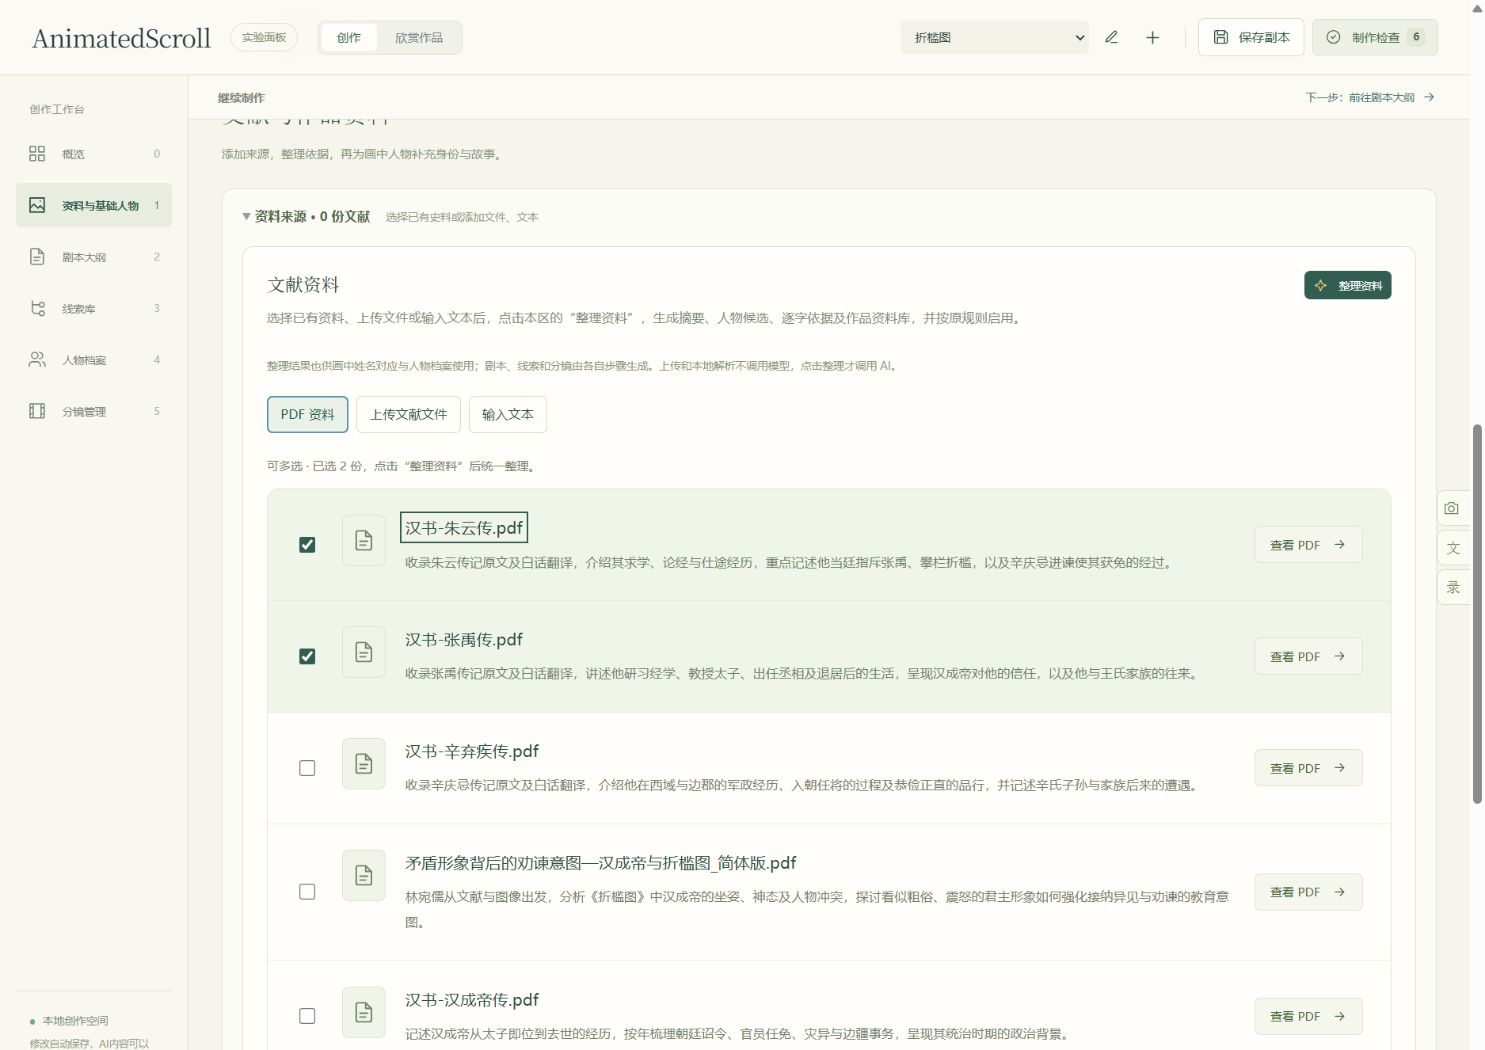 AnimatedScroll
实验面板
创作
欣赏作品
折槛图
保存副本
制作检查 6
创作工作台
概览 0
资料与基础人物 1
剧本大纲 2
线索库 3
人物档案 4
分镜管理 5
本地创作空间
修改自动保存，AI内容可以
继续制作
下一步：前往剧本大纲
文献与作品资料
添加来源，整理依据，再为画中人物补充身份与故事。
资料来源 • 0 份文献 选择已有史料或添加文件、文本
文献资料
整理资料
选择已有资料、上传文件或输入文本后，点击本区的“整理资料”，生成摘要、人物候选、逐字依据及作品资料库，并按原规则启用。
整理结果也供画中姓名对应与人物档案使用；剧本、线索和分镜由各自步骤生成。上传和本地解析不调用模型，点击整理才调用 AI。
PDF 资料
上传文献文件
输入文本
可多选 · 已选 2 份，点击“整理资料”后统一整理。
汉书-朱云传.pdf
收录朱云传记原文及白话翻译，介绍其求学、论经与仕途经历，重点记述他当廷指斥张禹、攀栏折槛，以及辛庆忌进谏使其获免的经过。
查看 PDF
汉书-张禹传.pdf
收录张禹传记原文及白话翻译，讲述他研习经学、教授太子、出任丞相及退居后的生活，呈现汉成帝对他的信任，以及他与王氏家族的往来。
查看 PDF
汉书-辛弃疾传.pdf
收录辛庆忌传记原文及白话翻译，介绍他在西域与边郡的军政经历、入朝任将的过程及恭俭正直的品行，并记述辛氏子孙与家族后来的遭遇。
查看 PDF
矛盾形象背后的劝谏意图—汉成帝与折槛图_简体版.pdf
林宛儒从文献与图像出发，分析《折槛图》中汉成帝的坐姿、神态及人物冲突，探讨看似粗俗、震怒的君主形象如何强化接纳异见与劝谏的教育意
图。
查看 PDF
汉书-汉成帝传.pdf
记述汉成帝从太子即位到去世的经历，按年梳理朝廷诏令、官员任免、灾异与边疆事务，呈现其统治时期的政治背景。
查看 PDF
文
录